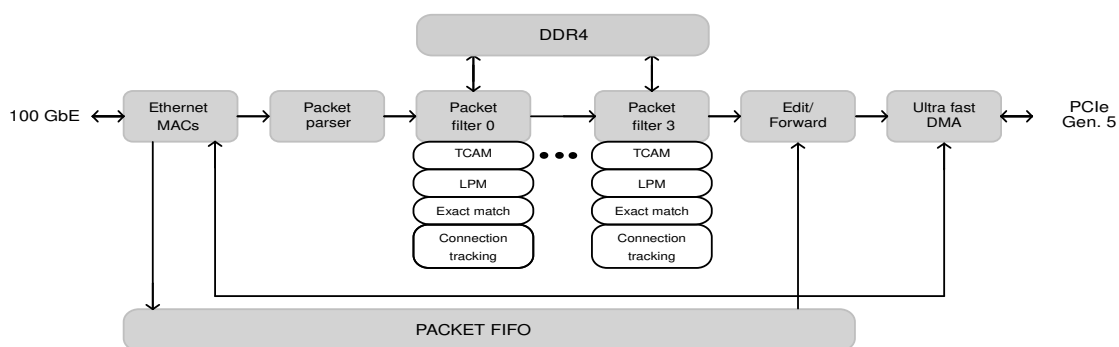 DDR4
100 GbE
Ethernet
MACs
Packet
parser
Packet
filter 0
Packet
filter 3
Edit/
Forward
Ultra fast
DMA
PCIe
Gen. 5
TCAM
LPM
Exact match
Connection
tracking
TCAM
LPM
Exact match
Connection
tracking
PACKET FIFO